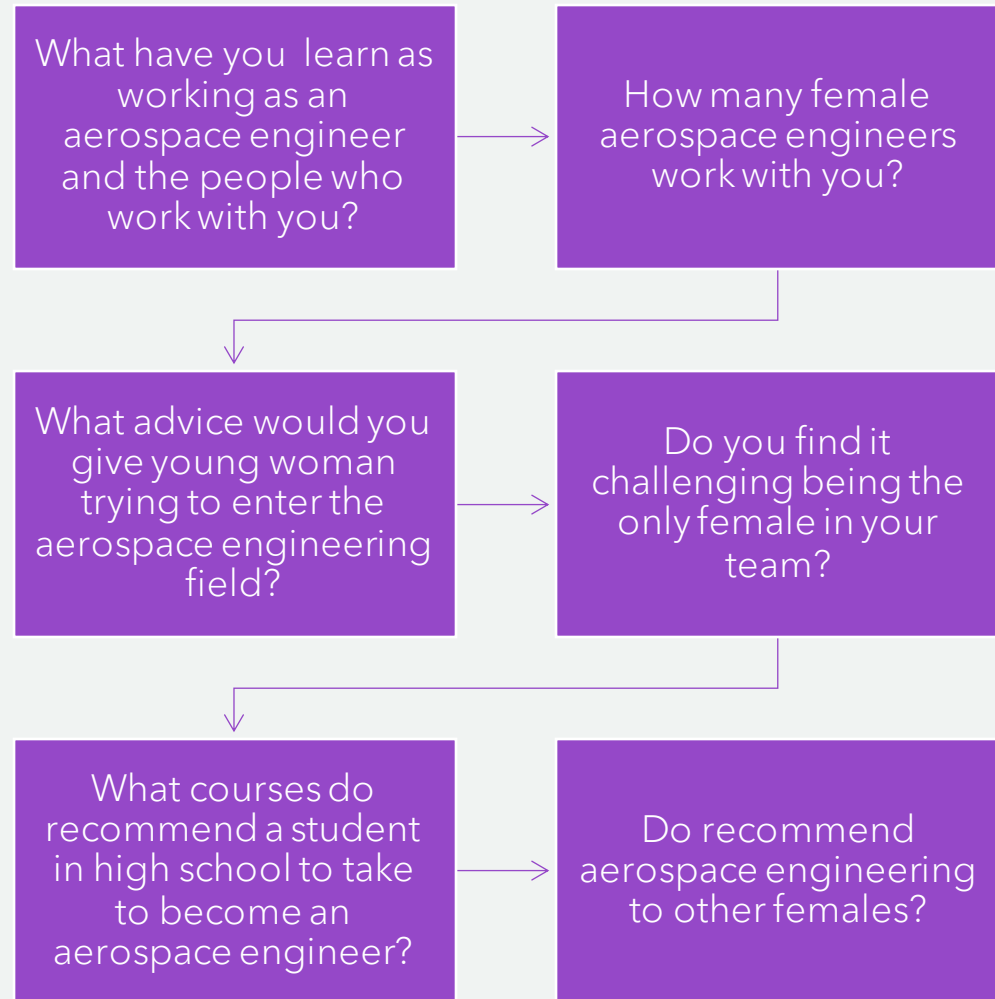 What have you learn as
working as an
aerospace engineer
and the people who
work with you?
How many female
aerospace engineers
work with you?
What advice would you
give young woman
trying to enter the
aerospace engineering
field?
Do you find it
challenging being the
only female in your
team?
What courses do
recommend a student
in high school to take
to become an
aerospace engineer?
Do recommend
aerospace engineering
to other females?